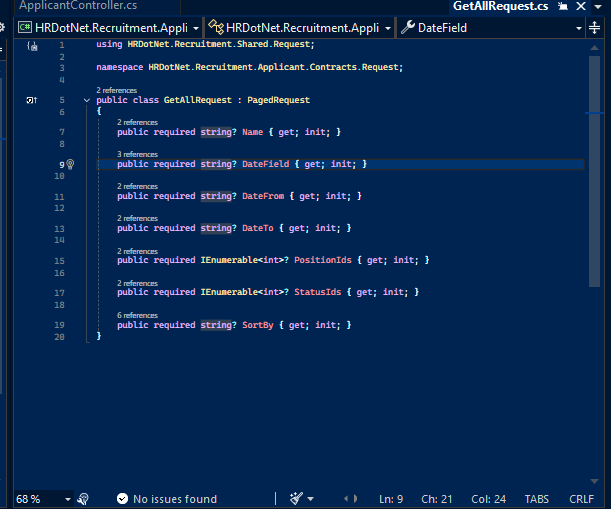 ApplicantController.cs
GetAllRequest.cs
C# HRDotNet.Recruitment.Appli
HRDotNet.Recruitment.Appli
DateField
1 using HRDotNet.Recruitment.Shared.Request;
2
3 namespace HRDotNet.Recruitment.Applicant.Contracts.Request;
4
2 references
5 public class GetAllRequest : PagedRequest
6 {
2 references
7 public required string? Name { get; init; }
8
3 references
9 public required string? DateField { get; init; }
10
2 references
11 public required string? DateFrom { get; init; }
12
2 references
13 public required string? DateTo { get; init; }
14
2 references
15 public required IEnumerable<int>? PositionIds { get; init; }
16
2 references
17 public required IEnumerable<int>? StatusIds { get; init; }
18
6 references
19 public required string? SortBy { get; init; }
20 }
68 % No issues found Ln: 9 Ch: 21 Col: 24 TABS CRLF